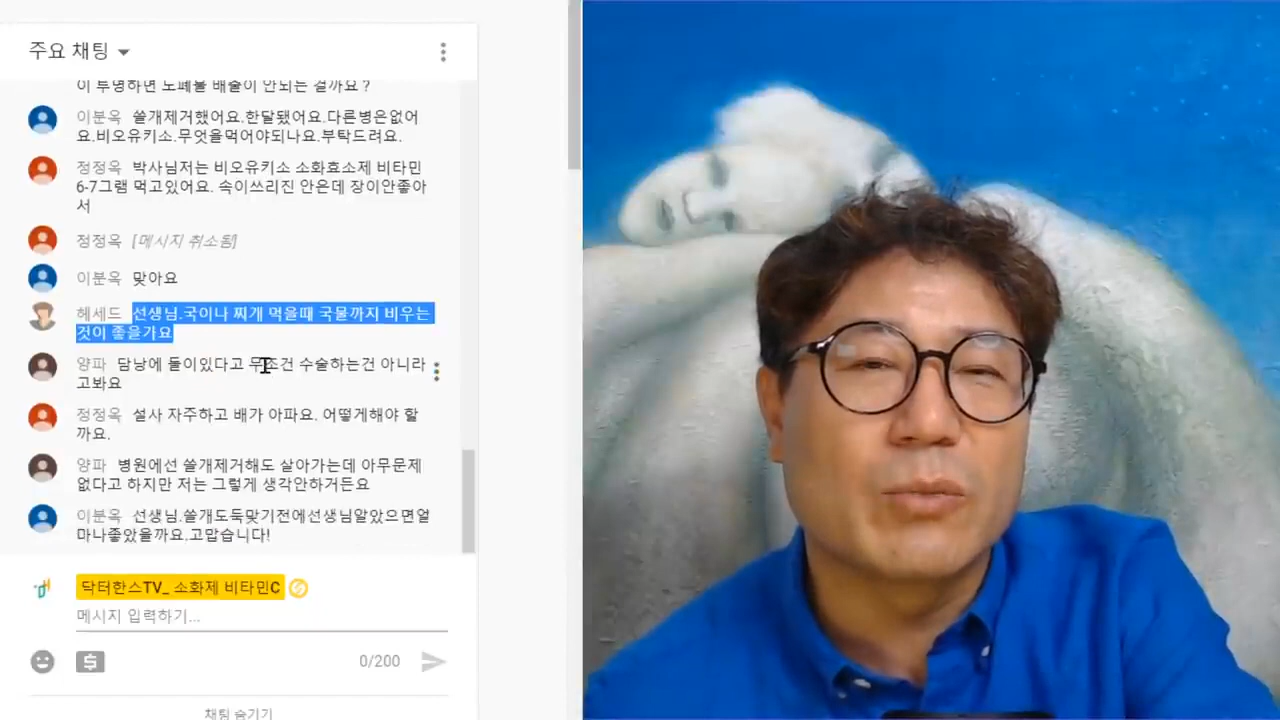 주요 채팅
이 투명하면 노폐물 배출이 안되는 걸까요?
이분옥 쓸개제거했어요.한달됐어요.다른병은없어
요.비오유키소.무엇을먹어야되나요.부탁드려요.
정정옥 박사님저는 비오유키소 소화효소제 비타민
6-7그램 먹고있어요. 속이쓰리진 안은데 장이안좋아
서
정정옥 [메시지 취소됨]
이분옥 맞아요
헤세드 선생님.국이나 찌개 먹을때 국물까지 비우는
것이 좋을가요
양파 담낭에 돌이있다고 무조건 수술하는건 아니라
고봐요
정정옥 설사 자주하고 배가 아파요. 어떻게해야 할
까요.
양파 병원에선 쓸개제거해도 살아가는데 아무문제
없다고 하지만 저는 그렇게 생각안하거든요
이분옥 선생님.쓸개도둑맞기전에선생님알았으면얼
마나좋았을까요.고맙습니다!
닥터한스TV_ 소화제 비타민C
메시지 입력하기...
0/200
채팅 숨기기